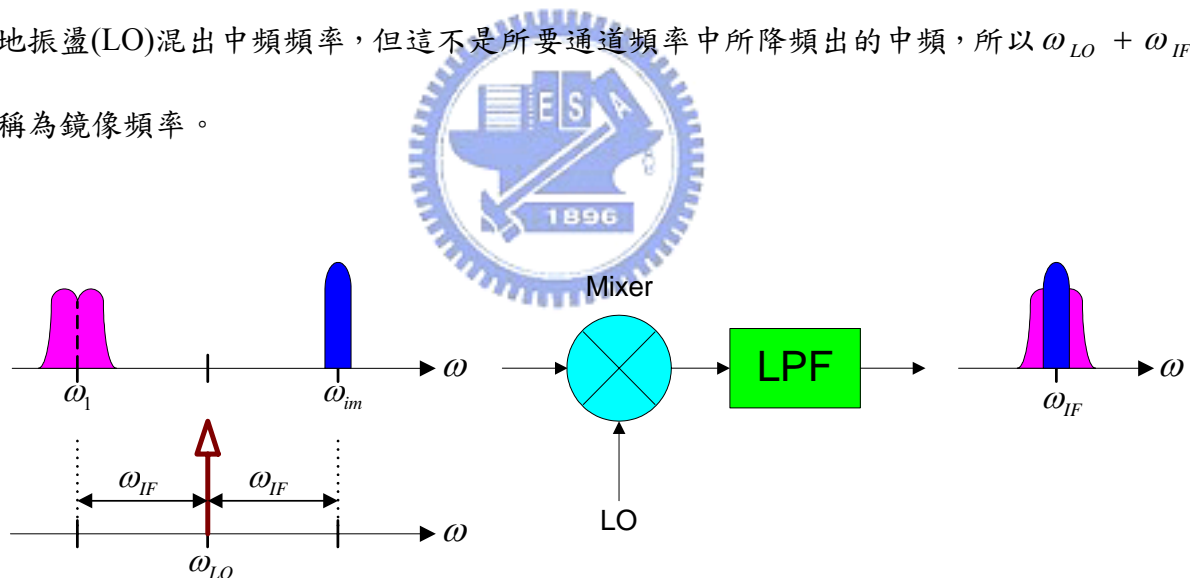 地振盪(LO)混出中頻頻率，但這不是所要通道頻率中所降頻出的中頻，所以 ω_LO + ω_IF
稱為鏡像頻率。
E S A
1896
Mixer
LPF
ω_1
ω_im
ω
ω
ω_IF
ω_IF
ω_IF
ω
ω_LO
LO